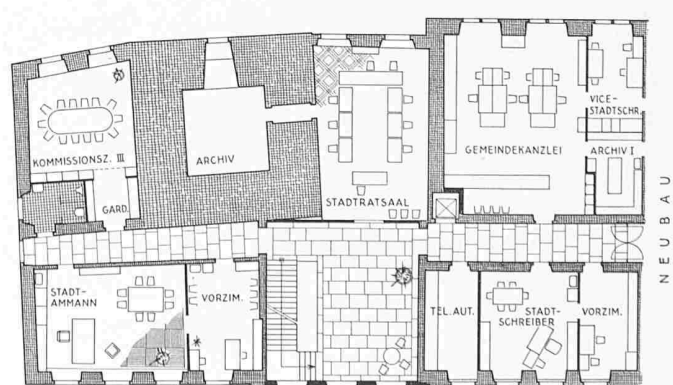 KOMMISSIONSZ. III
ARCHIV
STADTRATSAAL
GEMEINDEKANZLEI
VICE-
STADTSCHR.
ARCHIV I
GARD.
NEUBAU
STADT-
AMMANN
VORZIM.
TEL. AUT.
STADT-
SCHREIBER
VORZIM.